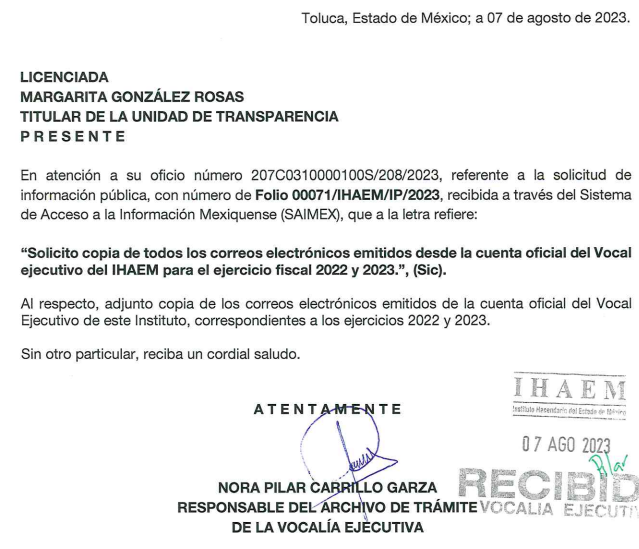 Toluca, Estado de México; a 07 de agosto de 2023.
LICENCIADA
MARGARITA GONZÁLEZ ROSAS
TITULAR DE LA UNIDAD DE TRANSPARENCIA
P R E S E N T E
En atención a su oficio número 207C0310000100S/208/2023, referente a la solicitud de
información pública, con número de Folio 00071/IHAEM/IP/2023, recibida a través del Sistema
de Acceso a la Información Mexiquense (SAIMEX), que a la letra refiere:
“Solicito copia de todos los correos electrónicos emitidos desde la cuenta oficial del Vocal
ejecutivo del IHAEM para el ejercicio fiscal 2022 y 2023.”, (Sic).
Al respecto, adjunto copia de los correos electrónicos emitidos de la cuenta oficial del Vocal
Ejecutivo de este Instituto, correspondientes a los ejercicios 2022 y 2023.
Sin otro particular, reciba un cordial saludo.
A T E N T A M E N T E
NORA PILAR CARRILLO GARZA
RESPONSABLE DEL ARCHIVO DE TRÁMITE
DE LA VOCALÍA EJECUTIVA
IHAEM
Instituto Hacendario del Estado de México
07 AGO 2023
Pilar
RECIBID
VOCALIA EJECUTI